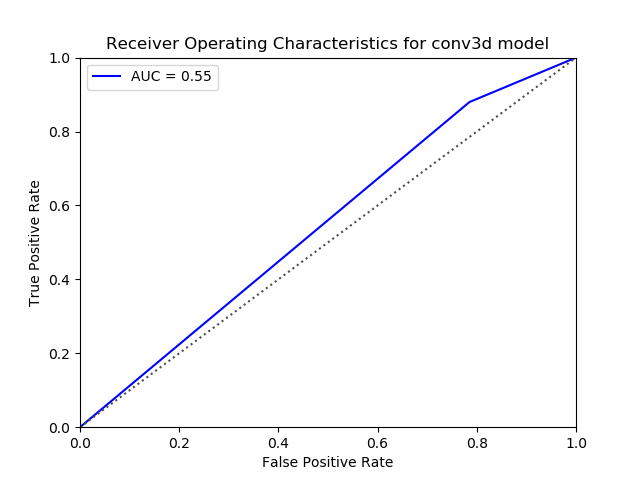 Receiver Operating Characteristics for conv3d model
AUC = 0.55
1.0
0.8
0.6
0.4
0.2
0.0
True Positive Rate
0.0 0.2 0.4 0.6 0.8 1.0
False Positive Rate